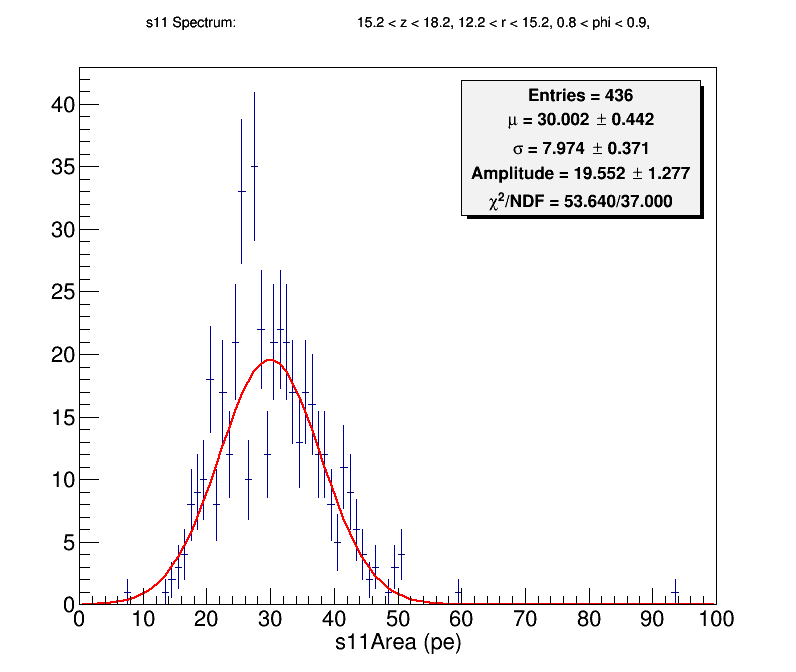 s11 Spectrum: 15.2 < z < 18.2, 12.2 < r < 15.2, 0.8 < phi < 0.9,
Entries = 436
μ = 30.002 ± 0.442
σ = 7.974 ± 0.371
Amplitude = 19.552 ± 1.277
χ²/NDF = 53.640/37.000
40
35
30
25
20
15
10
5
0
0 10 20 30 40 50 60 70 80 90 100
s11Area (pe)